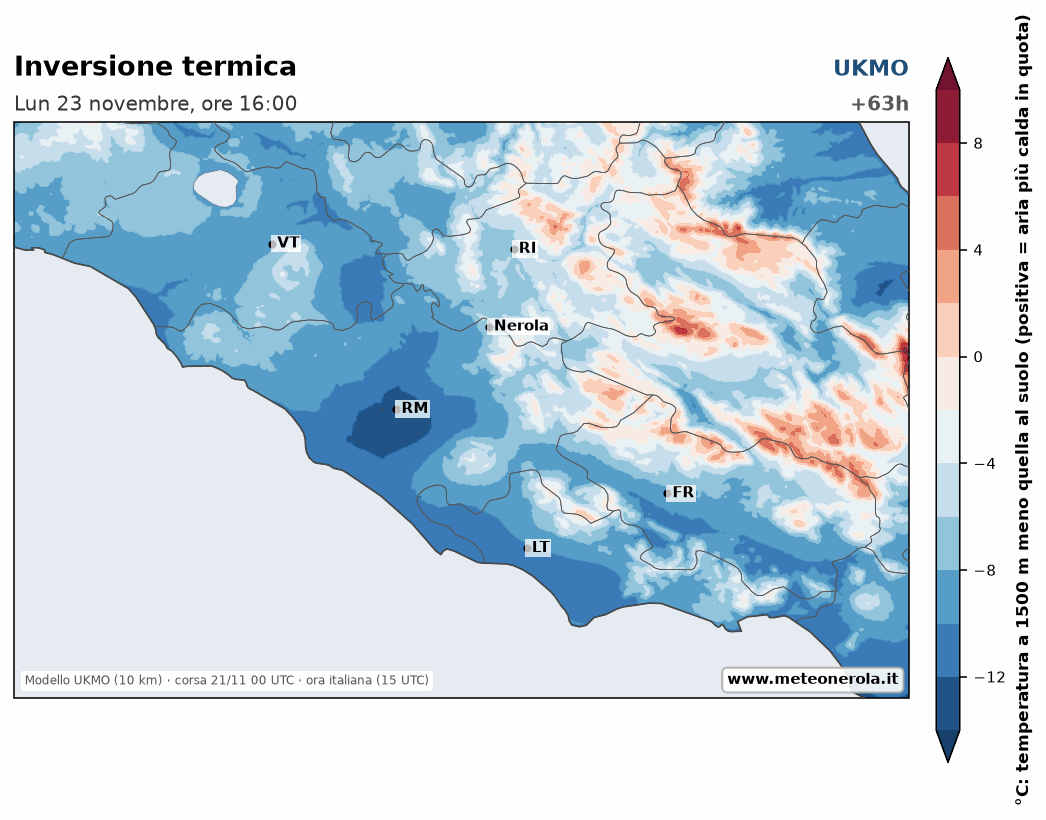 Inversione termica
UKMO
Lun 23 novembre, ore 16:00
+63h
VT
RI
Nerola
RM
FR
LT
Modello UKMO (10 km) · corsa 21/11 00 UTC · ora italiana (15 UTC)
www.meteonerola.it
8
4
0
−4
−8
−12
°C: temperatura a 1500 m meno quella al suolo (positiva = aria più calda in quota)